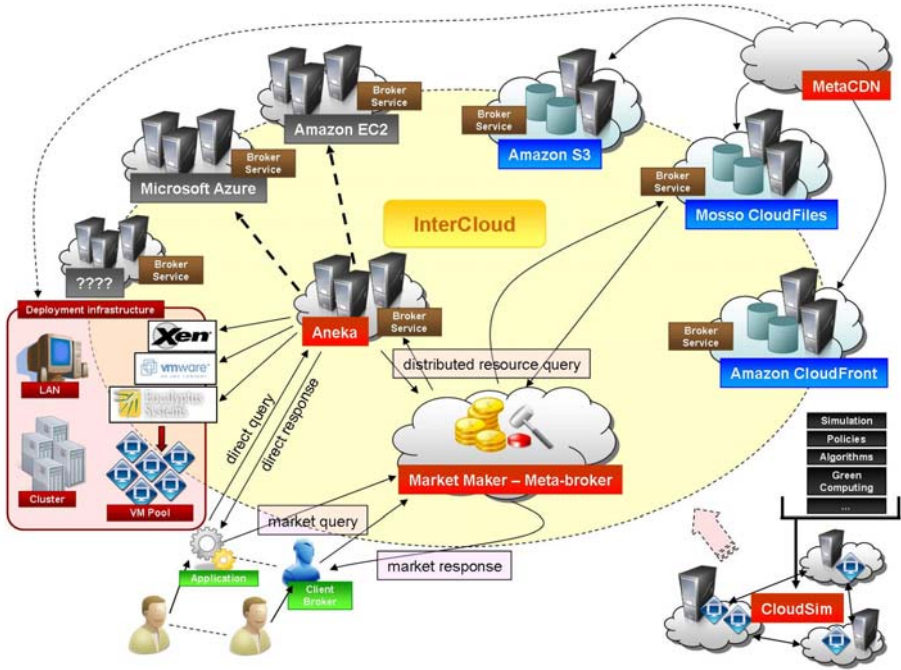 MetaCDN
Broker
Service
Amazon EC2
Broker
Service
Amazon S3
Broker
Service
Microsoft Azure
Broker
Service
Mosso CloudFiles
InterCloud
Broker
Service
????
Deployment infrastructure
Xen
Aneka
Broker
Service
Broker
Service
Amazon CloudFront
LAN
vmware
distributed resource query
Eucalyptus
Systems
direct query
direct response
Cluster
VM Pool
Market Maker – Meta-broker
Simulation
Policies
Algorithms
Green
Computing
...
market query
Application
market response
Client
Broker
CloudSim